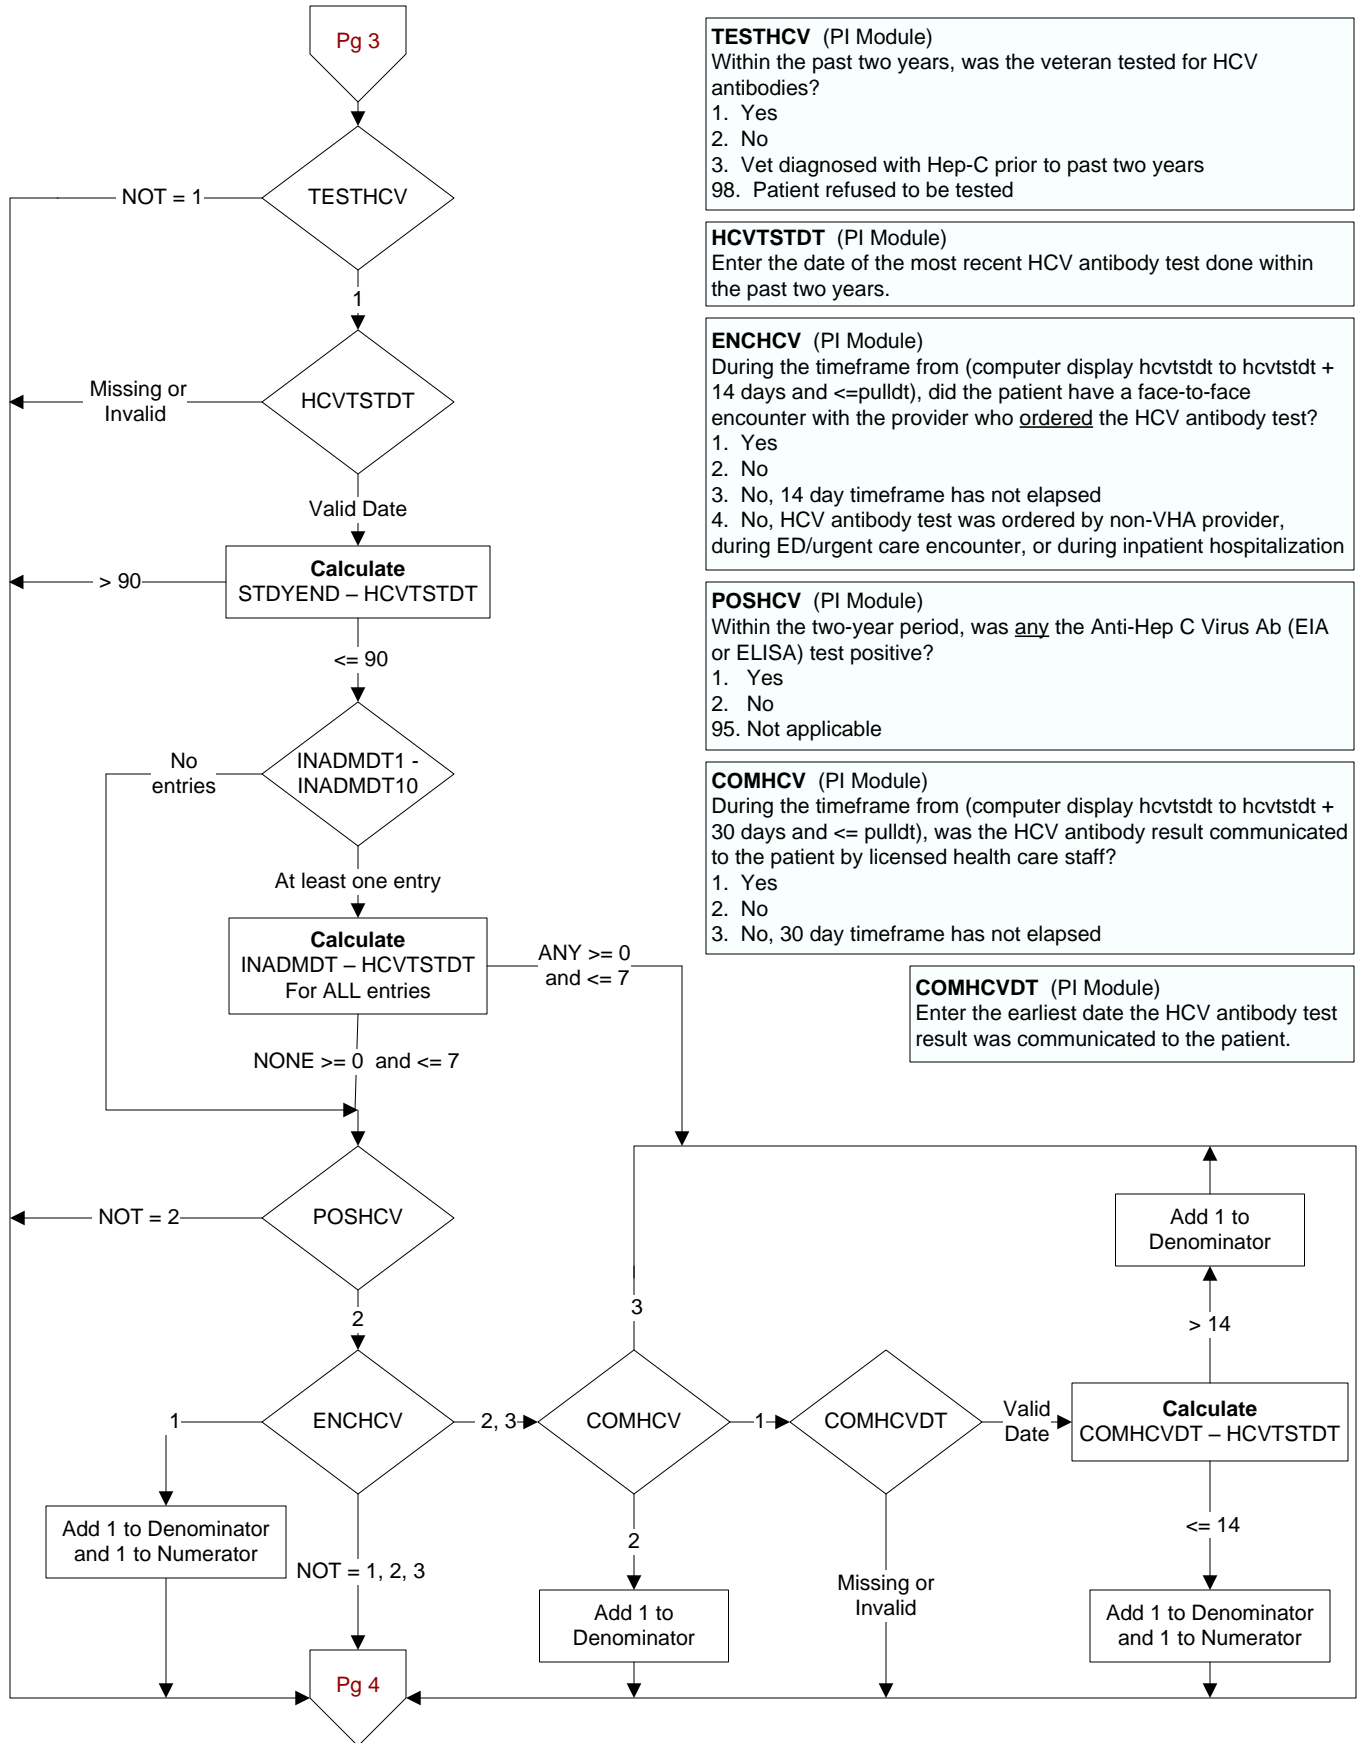 Pg 3
TESTHCV (PI Module)
Within the past two years, was the veteran tested for HCV
antibodies?
1. Yes
2. No
3. Vet diagnosed with Hep-C prior to past two years
98. Patient refused to be tested
HCVTSTDT (PI Module)
Enter the date of the most recent HCV antibody test done within
the past two years.
ENCHCV (PI Module)
During the timeframe from (computer display hcvtstdt to hcvtstdt +
14 days and <=pulldt), did the patient have a face-to-face
encounter with the provider who ordered the HCV antibody test?
1. Yes
2. No
3. No, 14 day timeframe has not elapsed
4. No, HCV antibody test was ordered by non-VHA provider,
during ED/urgent care encounter, or during inpatient hospitalization
POSHCV (PI Module)
Within the two-year period, was any the Anti-Hep C Virus Ab (EIA
or ELISA) test positive?
1. Yes
2. No
95. Not applicable
COMHCV (PI Module)
During the timeframe from (computer display hcvtstdt to hcvtstdt +
30 days and <= pulldt), was the HCV antibody result communicated
to the patient by licensed health care staff?
1. Yes
2. No
3. No, 30 day timeframe has not elapsed
COMHCVDT (PI Module)
Enter the earliest date the HCV antibody test
result was communicated to the patient.
NOT = 1
TESTHCV
1
Missing or
Invalid
HCVTSTDT
Valid Date
> 90
Calculate
STDYEND – HCVTSTDT
<= 90
No
entries
INADMDT1 -
INADMDT10
At least one entry
Calculate
INADMDT – HCVTSTDT
For ALL entries
ANY >= 0
and <= 7
NONE >= 0 and <= 7
NOT = 2
POSHCV
2
1
ENCHCV
2, 3
NOT = 1, 2, 3
Add 1 to Denominator
and 1 to Numerator
3
COMHCV
1
2
Add 1 to
Denominator
COMHCVDT
Missing or
Invalid
Valid
Date
Add 1 to
Denominator
> 14
Calculate
COMHCVDT – HCVTSTDT
<= 14
Add 1 to Denominator
and 1 to Numerator
Pg 4